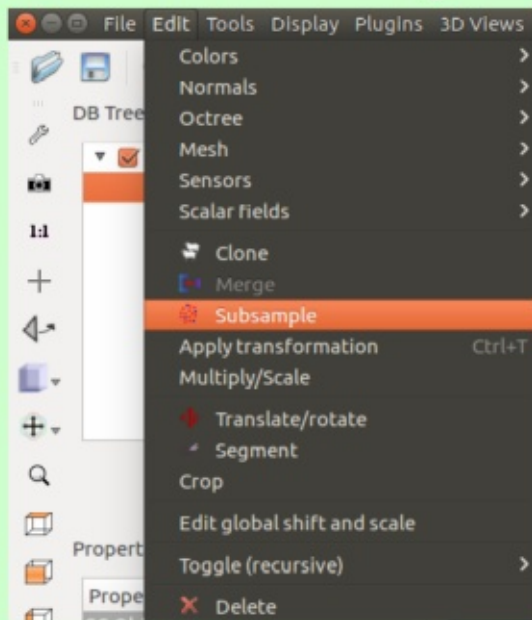 File Edit Tools Display Plugins 3D Views
DB Tree
1:1
Propert
Prope
Colors
Normals
Octree
Mesh
Sensors
Scalar fields
Clone
Merge
Subsample
Apply transformation Ctrl+T
Multiply/Scale
Translate/rotate
Segment
Crop
Edit global shift and scale
Toggle (recursive)
Delete